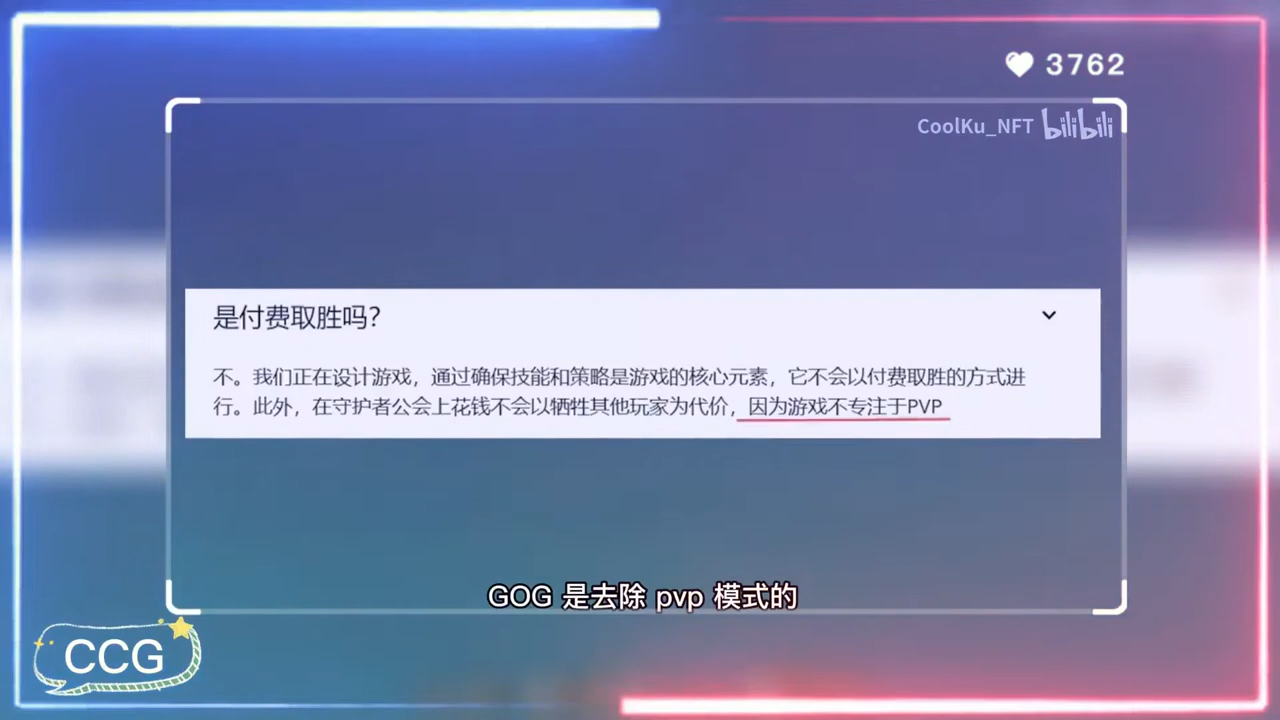 3762
CoolKu_NFT bilibili
是付费取胜吗?
不。我们正在设计游戏，通过确保技能和策略是游戏的核心元素，它不会以付费取胜的方式进
行。此外，在守护者公会上花钱不会以牺牲其他玩家为代价，因为游戏不专注于PVP
GOG 是去除 pvp 模式的
CCG